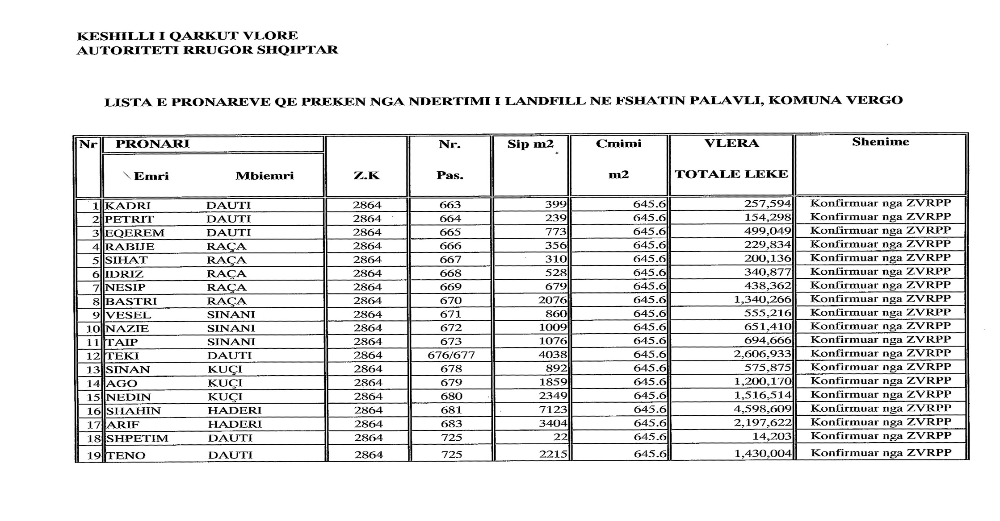 KESHILLI I QARKUT VLORE
AUTORITETI RRUGOR SHQIPTAR
LISTA E PRONAREVE QE PREKEN NGA NDERTIMI I LANDFILL NE FSHATIN PALAVLI, KOMUNA VERGO
Nr PRONARI Nr. Sip m2 Cmimi VLERA Shenime
Emri Mbiemri Z.K Pas. m2 TOTALE LEKE
1 KADRI DAUTI 2864 663 399 645.6 257,594 Konfirmuar nga ZVRPP
2 PETRIT DAUTI 2864 664 239 645.6 154,298 Konfirmuar nga ZVRPP
3 EQEREM DAUTI 2864 665 773 645.6 499,049 Konfirmuar nga ZVRPP
4 RABIJE RAÇA 2864 666 356 645.6 229,834 Konfirmuar nga ZVRPP
5 SIHAT RAÇA 2864 667 310 645.6 200,136 Konfirmuar nga ZVRPP
6 IDRIZ RAÇA 2864 668 528 645.6 340,877 Konfirmuar nga ZVRPP
7 NESIP RAÇA 2864 669 679 645.6 438,362 Konfirmuar nga ZVRPP
8 BASTRI RAÇA 2864 670 2076 645.6 1,340,266 Konfirmuar nga ZVRPP
9 VESEL SINANI 2864 671 860 645.6 555,216 Konfirmuar nga ZVRPP
10 NAZIE SINANI 2864 672 1009 645.6 651,410 Konfirmuar nga ZVRPP
11 TAIP SINANI 2864 673 1076 645.6 694,666 Konfirmuar nga ZVRPP
12 TEKI DAUTI 2864 676/677 4038 645.6 2,606,933 Konfirmuar nga ZVRPP
13 SINAN KUÇI 2864 678 892 645.6 575,875 Konfirmuar nga ZVRPP
14 AGO KUÇI 2864 679 1859 645.6 1,200,170 Konfirmuar nga ZVRPP
15 NEDIN KUÇI 2864 680 2349 645.6 1,516,514 Konfirmuar nga ZVRPP
16 SHAHIN HADERI 2864 681 7123 645.6 4,598,609 Konfirmuar nga ZVRPP
17 ARIF HADERI 2864 683 3404 645.6 2,197,622 Konfirmuar nga ZVRPP
18 SHPETIM DAUTI 2864 725 22 645.6 14,203 Konfirmuar nga ZVRPP
19 TENO DAUTI 2864 725 2215 645.6 1,430,004 Konfirmuar nga ZVRPP